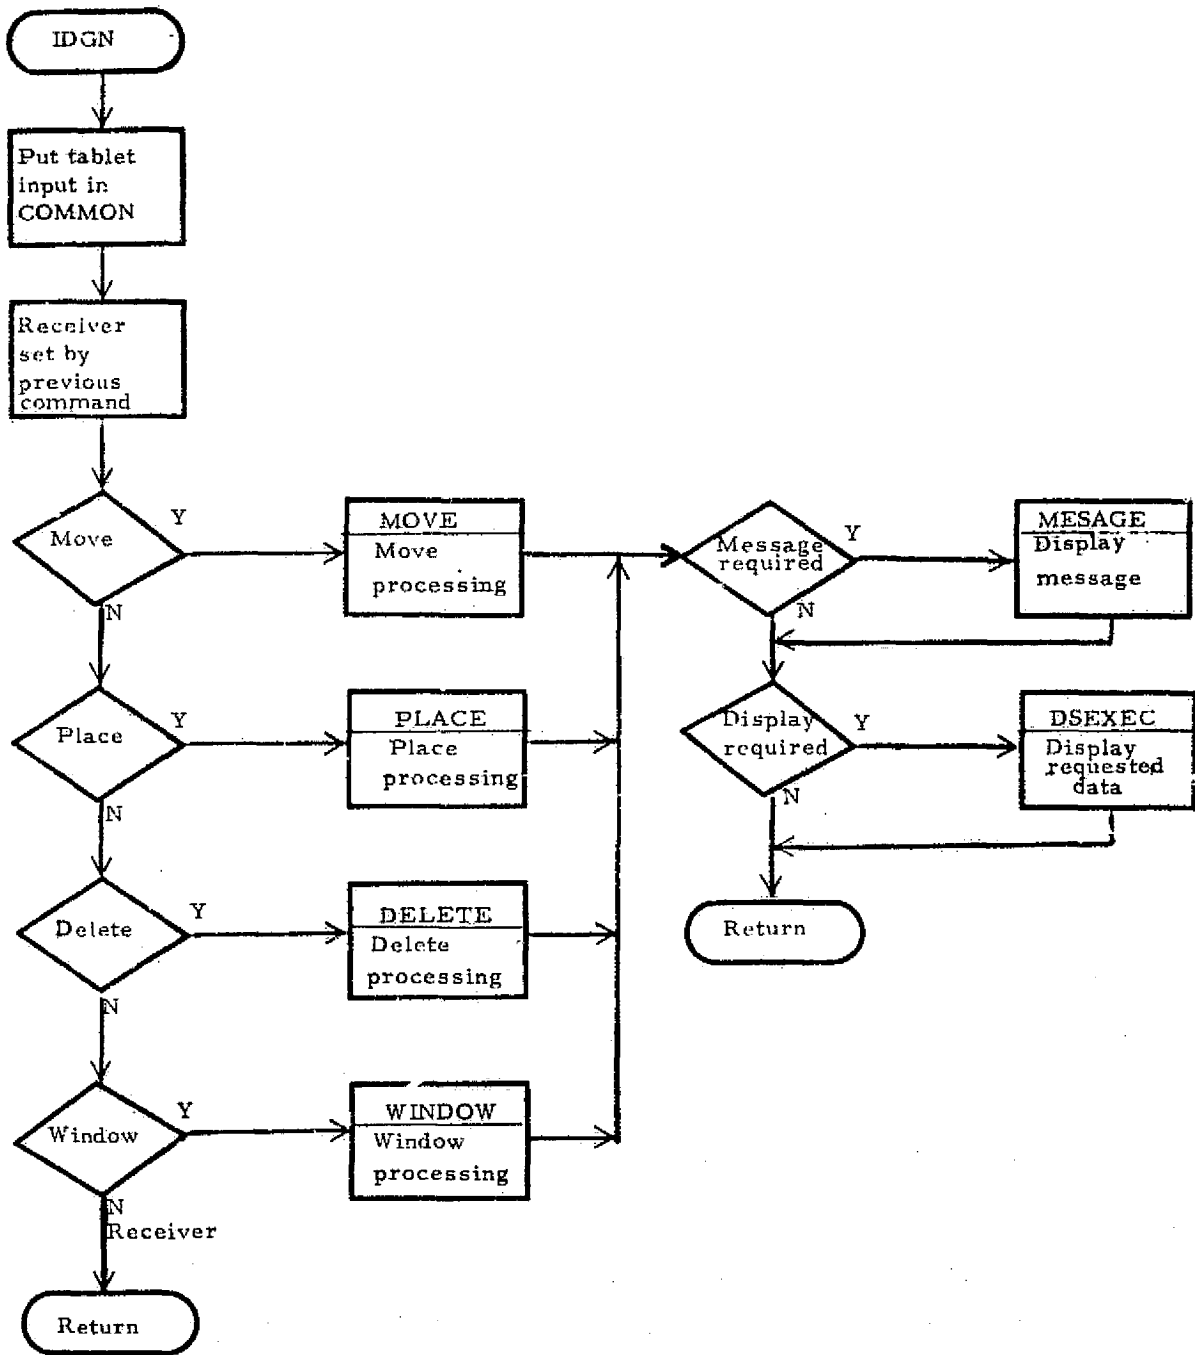 IDGN
Put tablet
input in
COMMON
Receiver
set by
previous
command
Move
Y
N
MOVE
Move
processing
Message
required
Y
N
MESAGE
Display
message
Place
Y
N
PLACE
Place
processing
Display
required
Y
N
DSEXEC
Display
requested
data
Delete
Y
N
DELETE
Delete
processing
Return
Window
Y
N
Receiver
WINDOW
Window
processing
Return